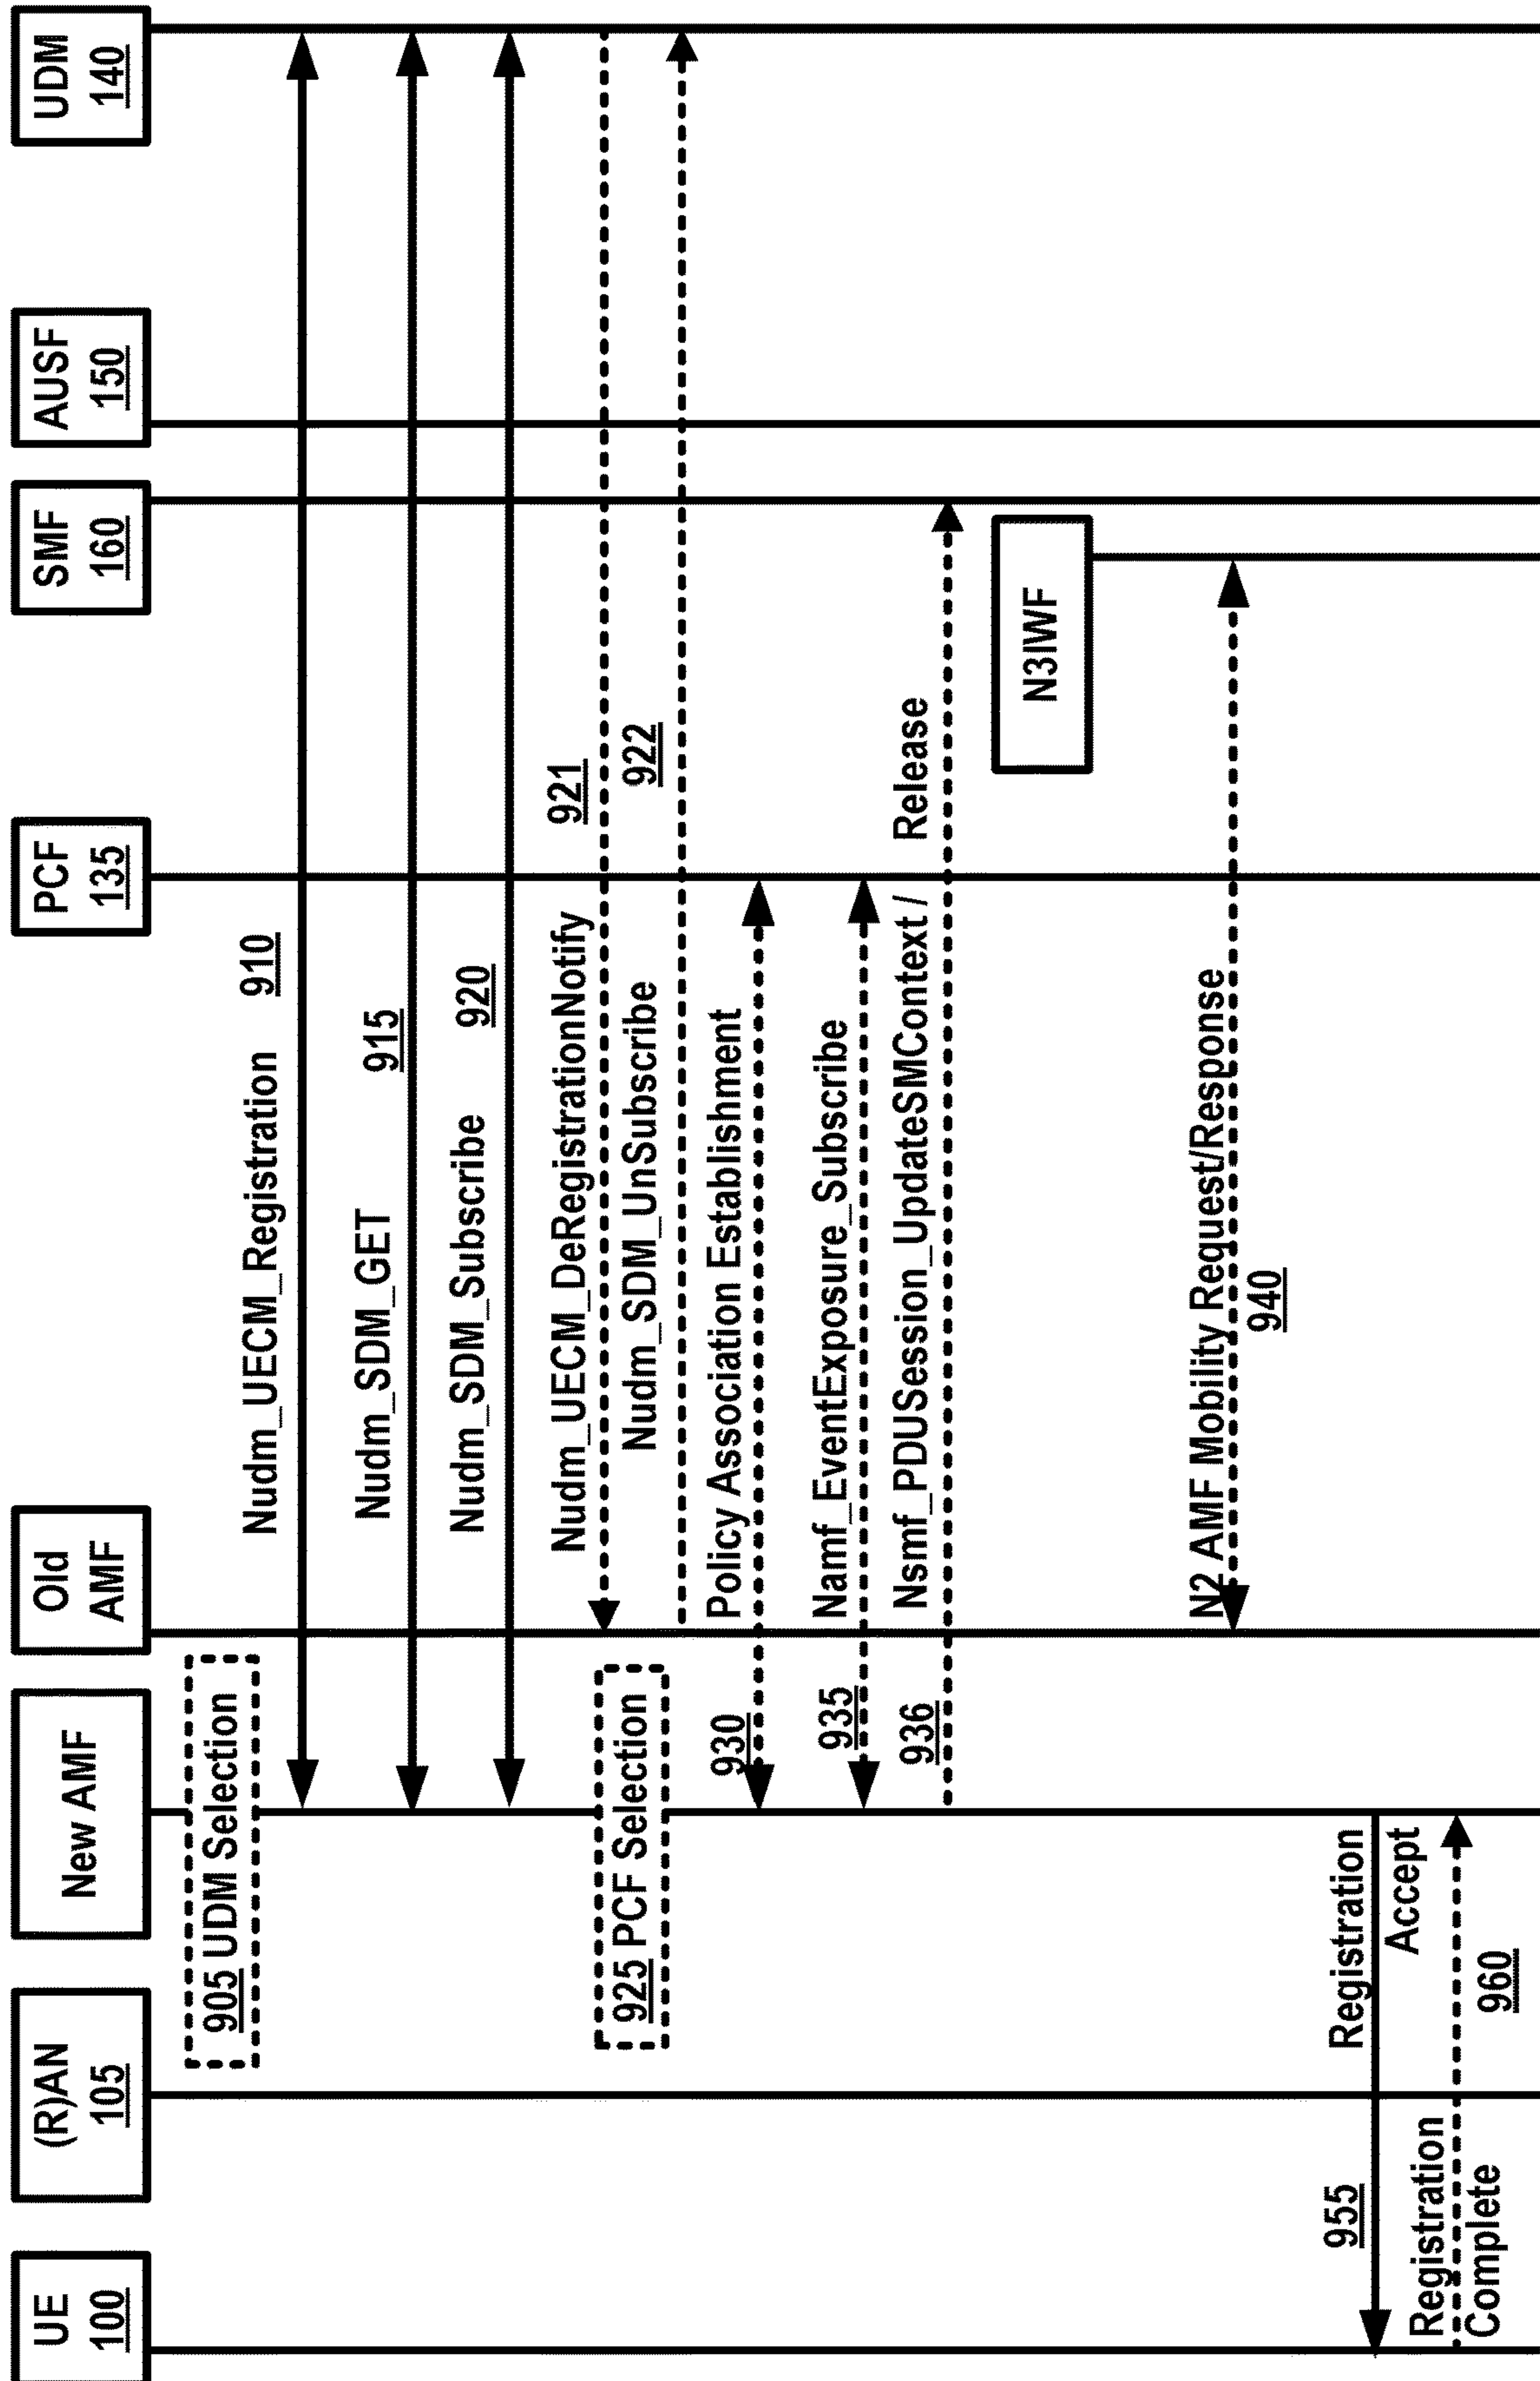 UE
100
(R)AN
105
New AMF
Old
AMF
PCF
135
SMF
160
AUSF
150
UDM
140
905 UDM Selection
Nudm_UECM_Registration 910
Nudm_SDM_GET 915
Nudm_SDM_Subscribe 920
Nudm_UECM_DeRegistrationNotify 921
925 PCF Selection
Nudm_SDM_UnSubscribe 922
930
Policy Association Establishment
935
Namf_EventExposure_Subscribe
936
Nsmf_PDUSession_UpdateSMContext / Release
N3IWF
N2 AMF Mobility Request/Response
940
955
Registration
Accept
Registration
Complete
960